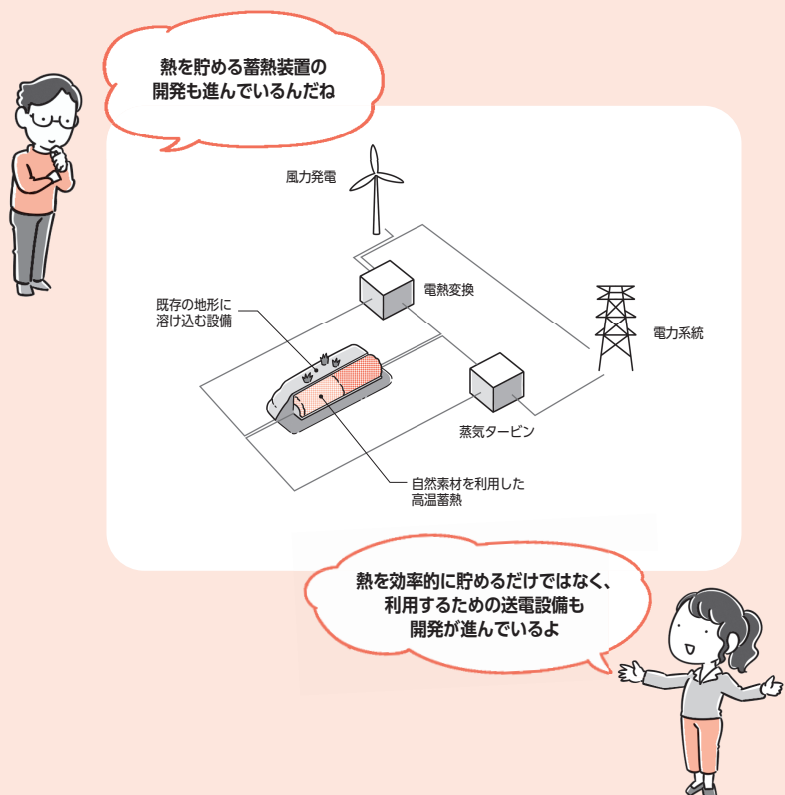 熱を貯める蓄熱装置の
開発も進んでいるんだね
風力発電
電熱変換
既存の地形に
溶け込む設備
電力系統
蒸気タービン
自然素材を利用した
高温蓄熱
熱を効率的に貯めるだけではなく、
利用するための送電設備も
開発が進んでいるよ